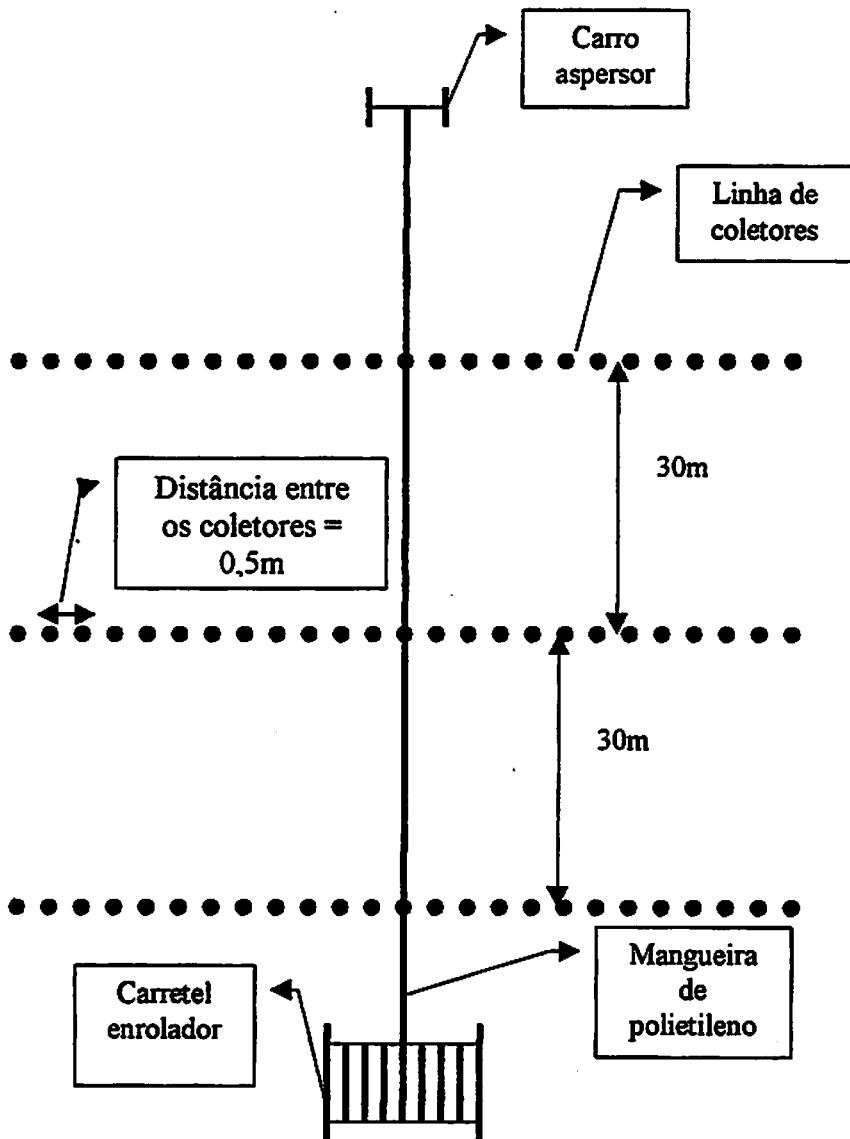 Carro
aspersor
Linha de
coletores
30m
Distância entre
os coletores =
0,5m
30m
Mangueira
de
polietileno
Carretel
enrolador